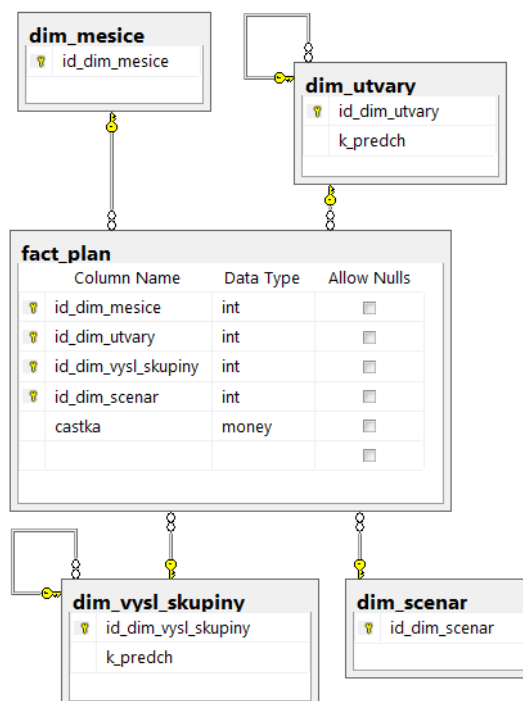 dim_mesice
id_dim_mesice
dim_utvary
id_dim_utvary
k_predch
fact_plan
Column Name Data Type Allow Nulls
id_dim_mesice int
id_dim_utvary int
id_dim_vysl_skupiny int
id_dim_scenar int
castka money
dim_vysl_skupiny
id_dim_vysl_skupiny
k_predch
dim_scenar
id_dim_scenar